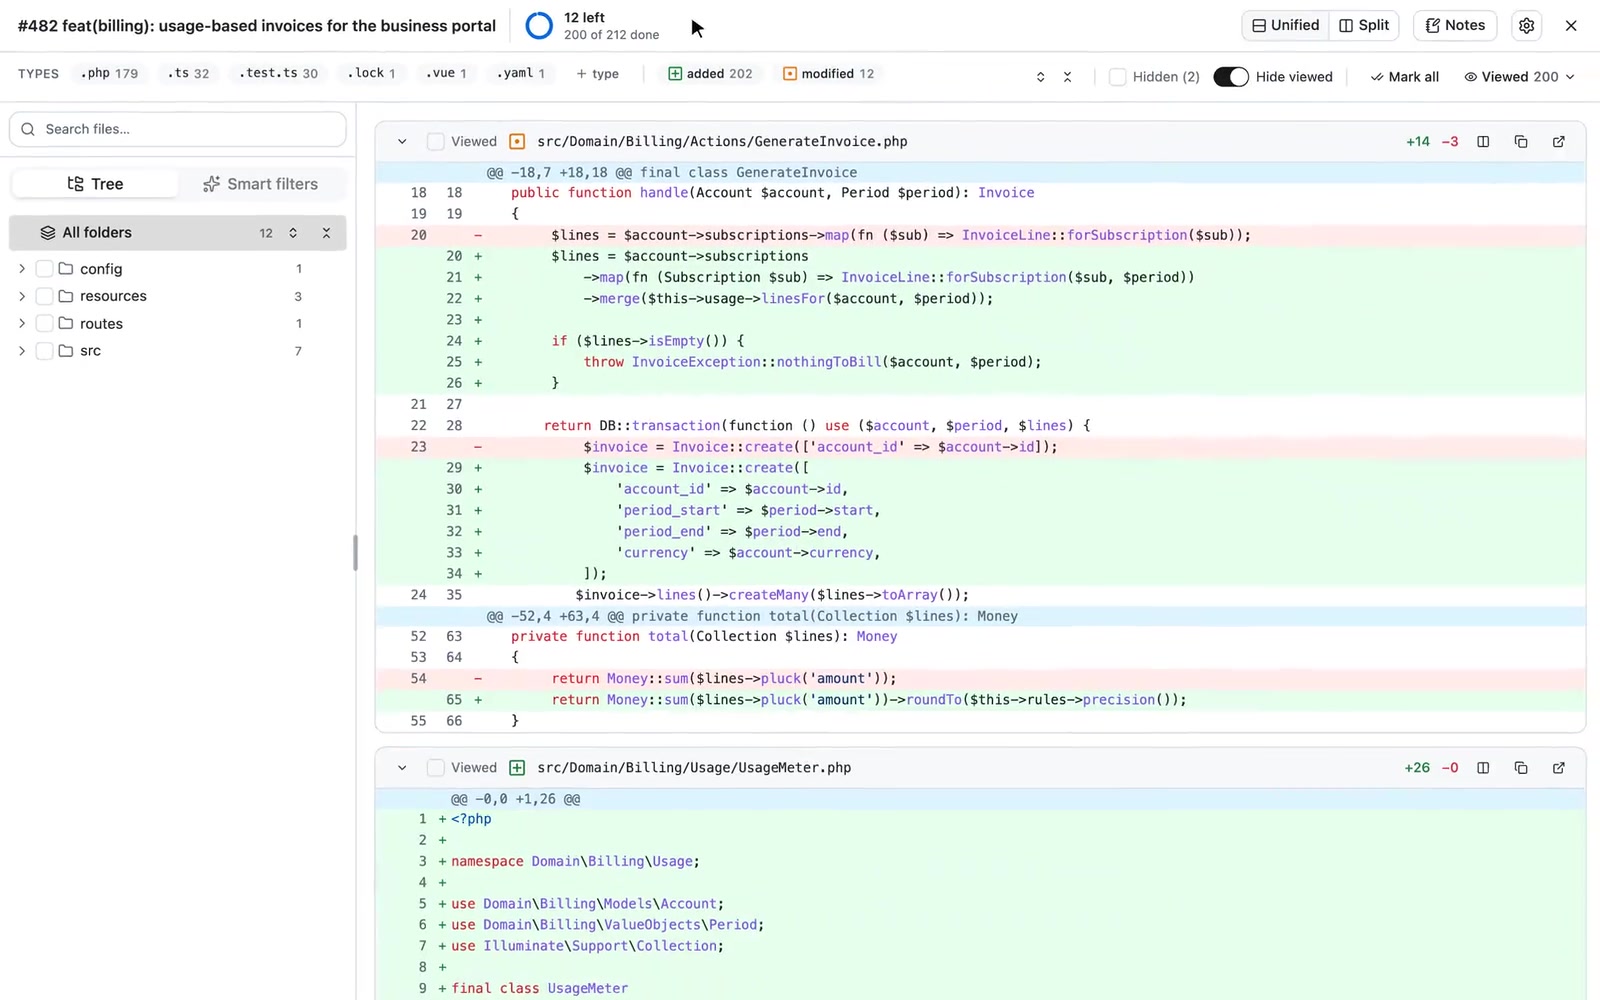 #482 feat(billing): usage-based invoices for the business portal
12 left
200 of 212 done
Unified Split Notes
TYPES .php 179 .ts 32 .test.ts 30 .lock 1 .vue 1 .yaml 1 + type added 202 modified 12
Hidden (2) Hide viewed Mark all Viewed 200
Search files...
Tree Smart filters
All folders 12
config 1
resources 3
routes 1
src 7
Viewed src/Domain/Billing/Actions/GenerateInvoice.php +14 −3
@@ −18,7 +18,18 @@ final class GenerateInvoice
18 18 public function handle(Account $account, Period $period): Invoice
19 19 {
20 − $lines = $account->subscriptions->map(fn ($sub) => InvoiceLine::forSubscription($sub));
20 + $lines = $account->subscriptions
21 + ->map(fn (Subscription $sub) => InvoiceLine::forSubscription($sub, $period))
22 + ->merge($this->usage->linesFor($account, $period));
23 +
24 + if ($lines->isEmpty()) {
25 + throw InvoiceException::nothingToBill($account, $period);
26 + }
21 27
22 28 return DB::transaction(function () use ($account, $period, $lines) {
23 − $invoice = Invoice::create(['account_id' => $account->id]);
29 + $invoice = Invoice::create([
30 + 'account_id' => $account->id,
31 + 'period_start' => $period->start,
32 + 'period_end' => $period->end,
33 + 'currency' => $account->currency,
34 + ]);
24 35 $invoice->lines()->createMany($lines->toArray());
@@ −52,4 +63,4 @@ private function total(Collection $lines): Money
52 63 private function total(Collection $lines): Money
53 64 {
54 − return Money::sum($lines->pluck('amount'));
65 + return Money::sum($lines->pluck('amount'))->roundTo($this->rules->precision());
55 66 }
Viewed src/Domain/Billing/Usage/UsageMeter.php +26 −0
@@ −0,0 +1,26 @@
1 + <?php
2 +
3 + namespace Domain\Billing\Usage;
4 +
5 + use Domain\Billing\Models\Account;
6 + use Domain\Billing\ValueObjects\Period;
7 + use Illuminate\Support\Collection;
8 +
9 + final class UsageMeter